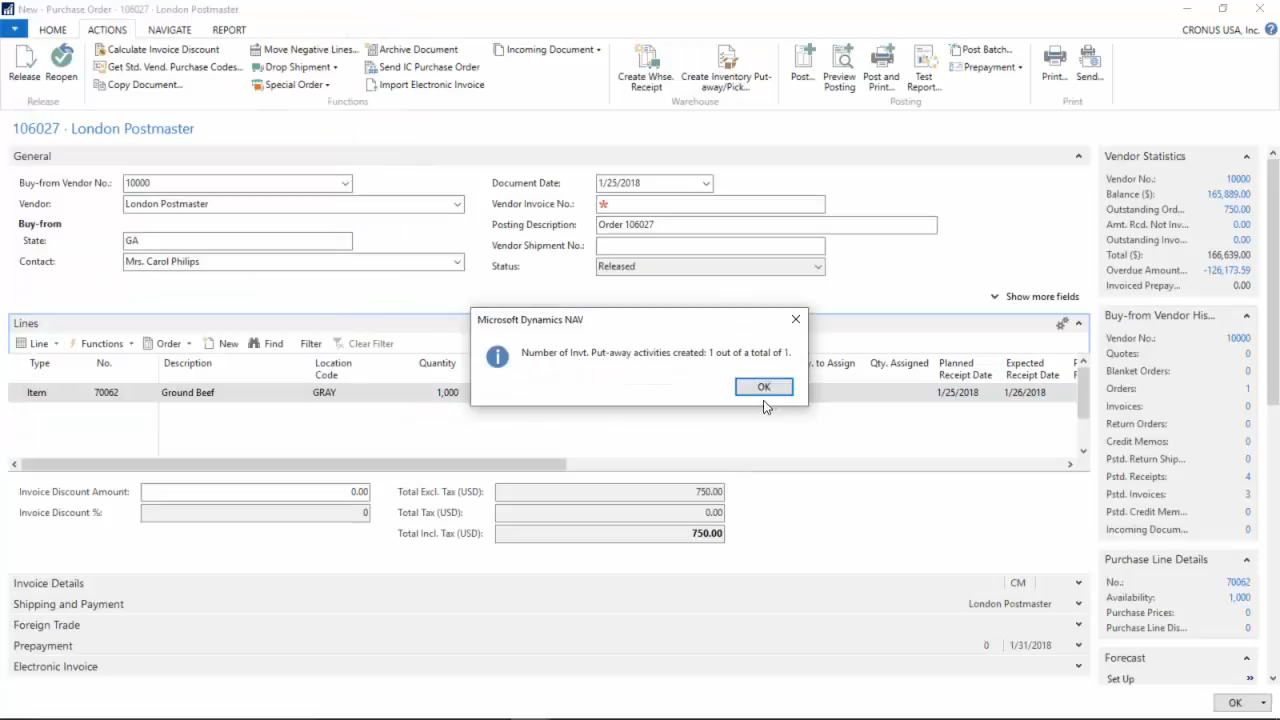 New - Purchase Order - 106027 · London Postmaster
HOME ACTIONS NAVIGATE REPORT
CRONUS USA, Inc.
Release Reopen
Release
Calculate Invoice Discount
Get Std. Vend. Purchase Codes...
Copy Document...
Move Negative Lines...
Drop Shipment
Special Order
Archive Document
Send IC Purchase Order
Import Electronic Invoice
Functions
Incoming Document
Create Whse. Receipt
Create Inventory Put-away/Pick...
Warehouse
Post...
Preview Posting
Post and Print...
Test Report...
Post Batch...
Prepayment
Posting
Print... Send...
Print
106027 · London Postmaster
General
Buy-from Vendor No.: 10000
Vendor: London Postmaster
Buy-from
State: GA
Contact: Mrs. Carol Philips
Document Date: 1/25/2018
Vendor Invoice No.: *
Posting Description: Order 106027
Vendor Shipment No.:
Status: Released
Show more fields
Lines
Line Functions Order New Find Filter Clear Filter
Type No. Description Location Code Quantity . to Assign Qty. Assigned Planned Receipt Date Expected Receipt Date
Item 70062 Ground Beef GRAY 1,000 1/25/2018 1/26/2018
Microsoft Dynamics NAV
Number of Invt. Put-away activities created: 1 out of a total of 1.
OK
Invoice Discount Amount: 0.00
Invoice Discount %: 0
Total Excl. Tax (USD): 750.00
Total Tax (USD): 0.00
Total Incl. Tax (USD): 750.00
Invoice Details CM
Shipping and Payment London Postmaster
Foreign Trade
Prepayment 0 1/31/2018
Electronic Invoice
Vendor Statistics
Vendor No.: 10000
Balance ($): 165,889.00
Outstanding Ord... 750.00
Amt. Rcd. Not Inv... 0.00
Outstanding Invo... 0.00
Total ($): 166,639.00
Overdue Amount... -126,173.59
Invoiced Prepay... 0.00
Buy-from Vendor His...
Vendor No.: 10000
Quotes: 0
Blanket Orders: 0
Orders: 1
Invoices: 0
Return Orders: 0
Credit Memos: 0
Pstd. Return Ship... 0
Pstd. Receipts: 4
Pstd. Invoices: 3
Pstd. Credit Mem... 0
Incoming Docum... 0
Purchase Line Details
No.: 70062
Availability: 1,000
Purchase Prices: 0
Purchase Line Dis... 0
Forecast
Set Up »
OK